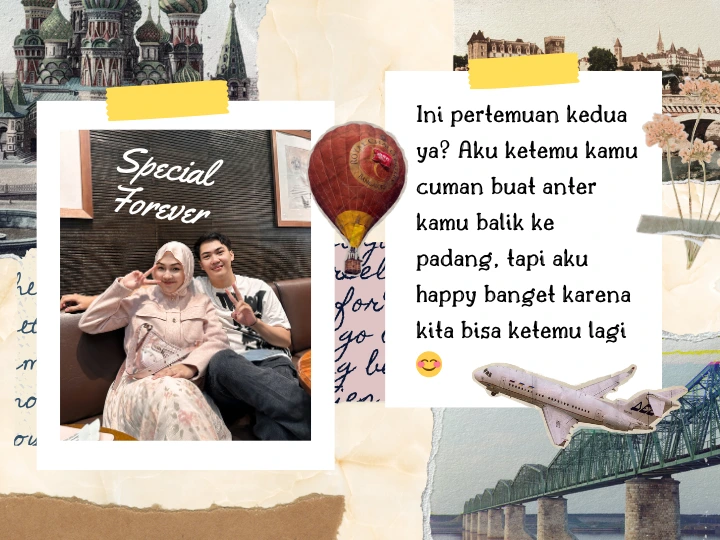 Special
Forever
Ini pertemuan kedua
ya? Aku ketemu kamu
cuman buat anter
kamu balik ke
padang, tapi aku
happy banget karena
kita bisa ketemu lagi
😊